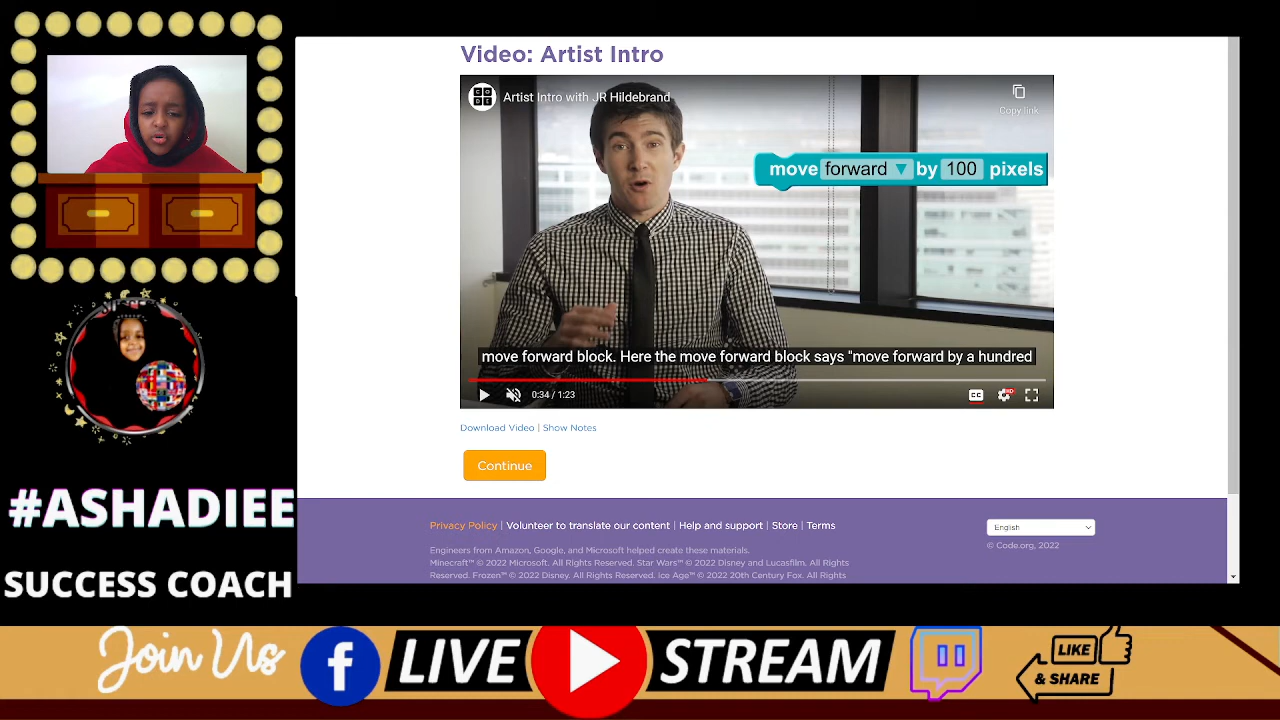 Video: Artist Intro
CODE
Artist Intro with JR Hildebrand
Copy link
move forward ▼ by 100 pixels
move forward block. Here the move forward block says "move forward by a hundred
0:34 / 1:23
CC
HD
Download Video | Show Notes
Continue
#ASHADIEE
SUCCESS COACH
Privacy Policy | Volunteer to translate our content | Help and support | Store | Terms
English
© Code.org, 2022
Engineers from Amazon, Google, and Microsoft helped create these materials.
Minecraft™ © 2022 Microsoft. All Rights Reserved. Star Wars™ © 2022 Disney and Lucasfilm. All Rights
Reserved. Frozen™ © 2022 Disney. All Rights Reserved. Ice Age™ © 2022 20th Century Fox. All Rights
Join Us
f
LIVE
STREAM
LIKE
& SHARE